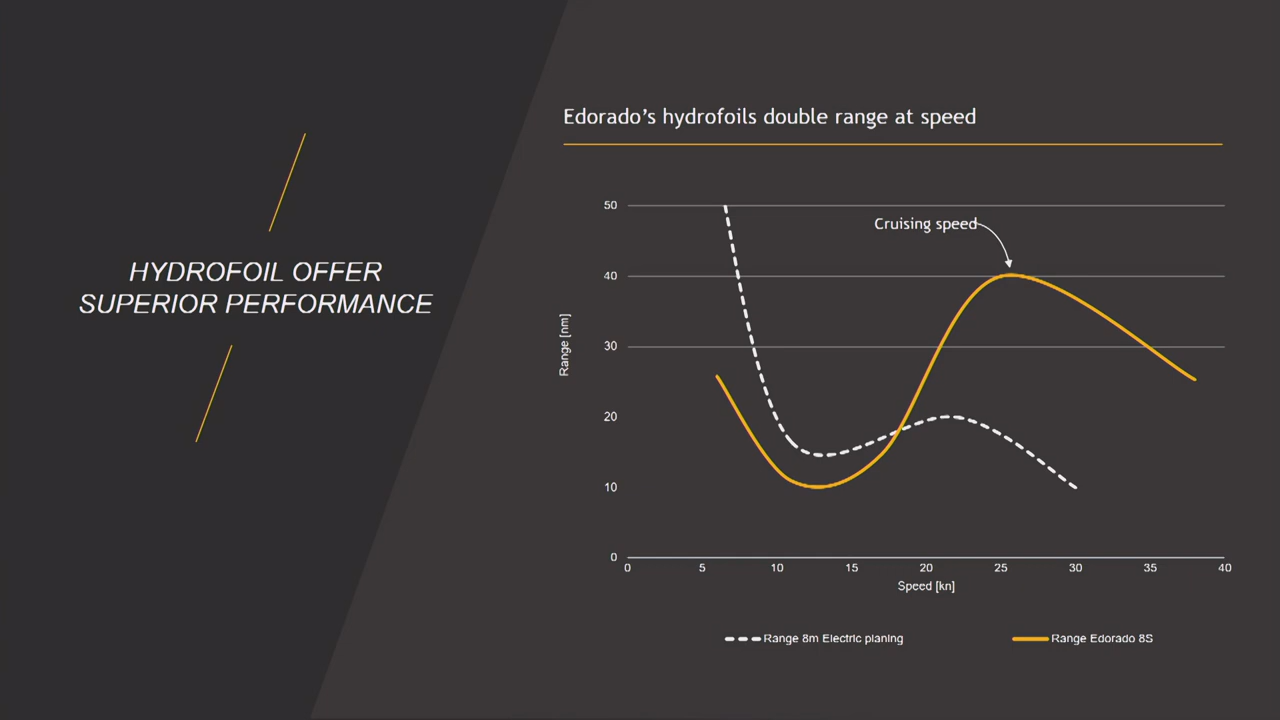 HYDROFOIL OFFER
SUPERIOR PERFORMANCE
Edorado’s hydrofoils double range at speed
50
Cruising speed
40
30
Range [nm]
20
10
0
0 5 10 15 20 25 30 35 40
Speed [kn]
Range 8m Electric planing
Range Edorado 8S